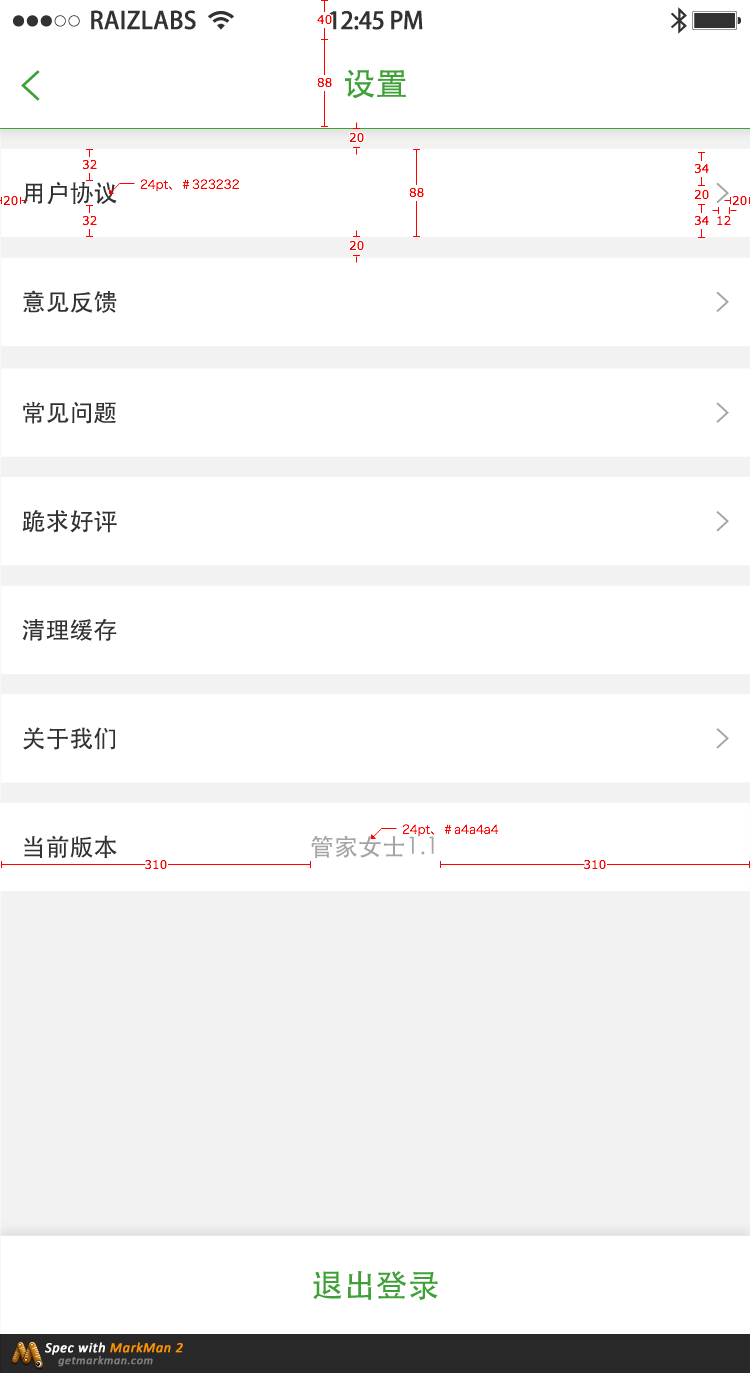 RAIZLABS 12:45 PM
40
88
设置
20
32
34
用户协议
24pt、#323232
88
20
20
20
32
34
12
20
意见反馈
常见问题
跪求好评
清理缓存
关于我们
24pt、#a4a4a4
当前版本
管家女士1.1
310
310
退出登录
Spec with MarkMan 2
getmarkman.com